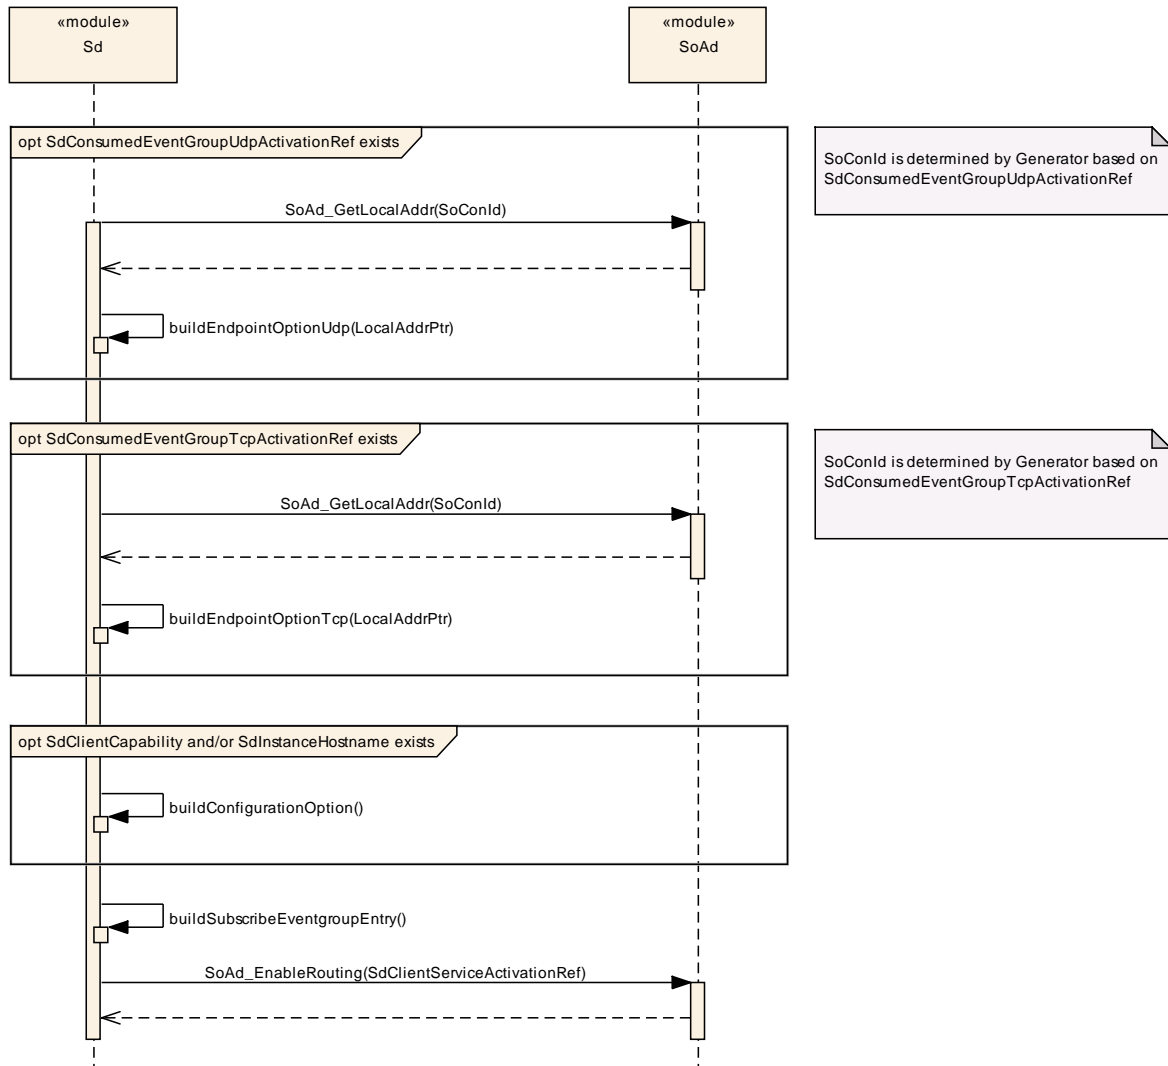 «module»
Sd
«module»
SoAd
opt SdConsumedEventGroupUdpActivationRef exists
SoConId is determined by Generator based on
SdConsumedEventGroupUdpActivationRef
SoAd_GetLocalAddr(SoConId)
buildEndpointOptionUdp(LocalAddrPtr)
opt SdConsumedEventGroupTcpActivationRef exists
SoConId is determined by Generator based on
SdConsumedEventGroupTcpActivationRef
SoAd_GetLocalAddr(SoConId)
buildEndpointOptionTcp(LocalAddrPtr)
opt SdClientCapability and/or SdInstanceHostname exists
buildConfigurationOption()
buildSubscribeEventgroupEntry()
SoAd_EnableRouting(SdClientServiceActivationRef)